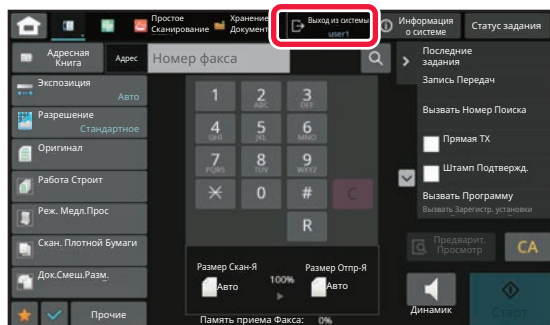 Простое
Сканирование
Хранение
Документ
Выход из системы
user1
Информация
о системе
Статус задания
Адресная
Книга
Адрес
Номер факса
Последние
задания
Экспозиция
Авто
Запись Передач
Разрешение
Стандартное
Вызвать Номер Поиска
Оригинал
Прямая TX
Работа Строит
Штамп Подтвержд.
Реж. Медл.Прос
Вызвать Программу
Вызвать Зарегистр. установки
Скан. Плотной Бумаги
Док.Смеш.Разм.
Прочие
1
2 ABC
3 DEF
4 GHI
5 JKL
6 MNO
7 PQRS
8 TUV
9 WXYZ
0
#
C
R
Размер Скан-Я
Авто
100%
Размер Отпр-Я
Авто
Память приема Факса: 0%
Предварит.
Просмотр
CA
Динамик
Старт